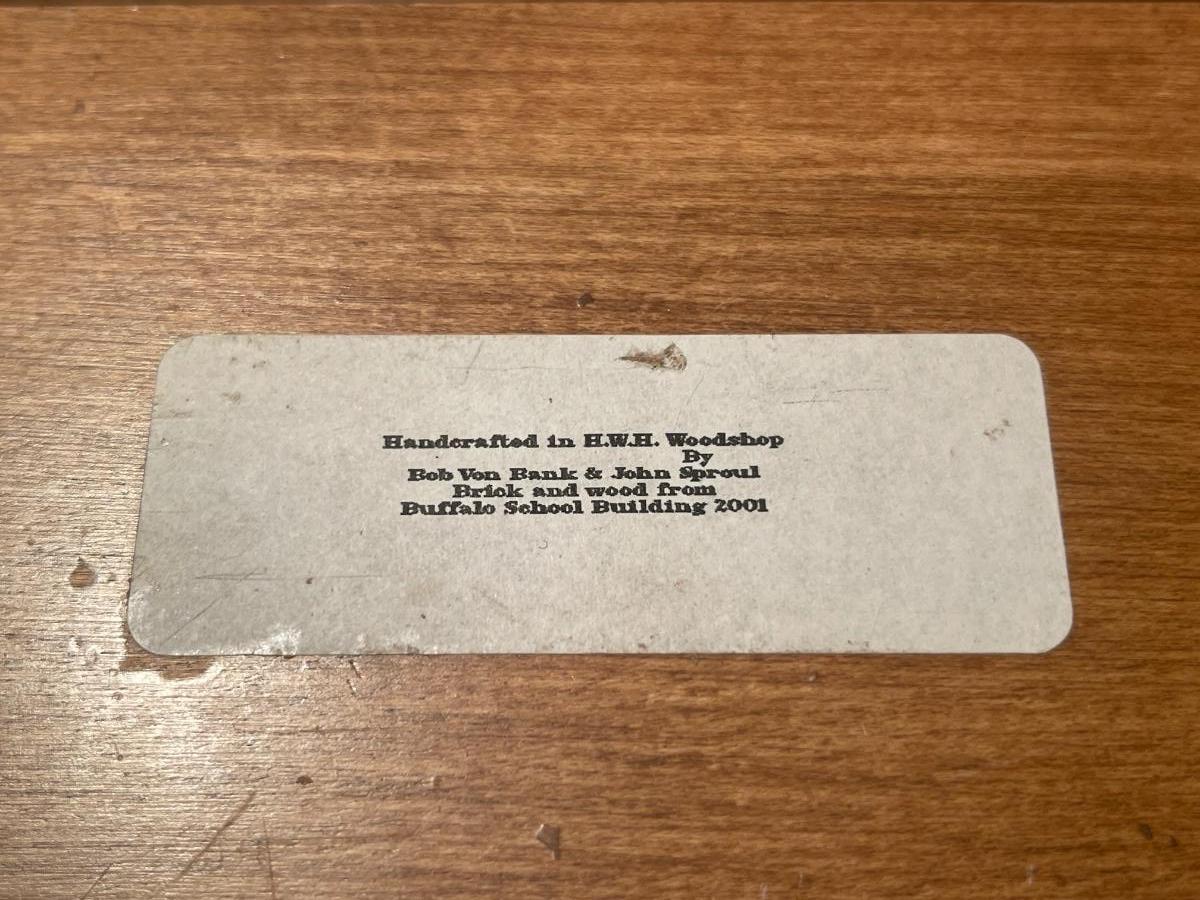 Handcrafted in H.W.H. Woodshop
By
Bob Von Bank & John Sproul
Brick and wood from
Buffalo School Building 2001